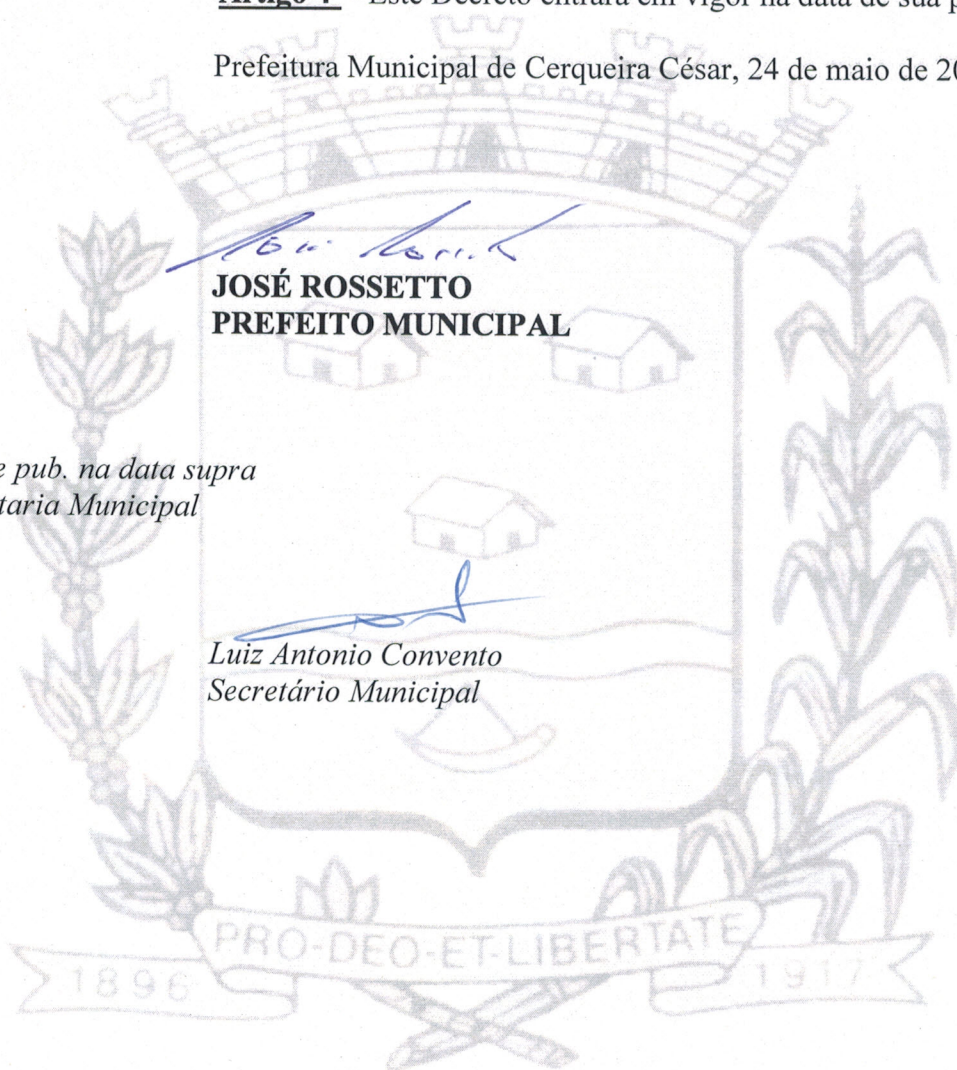 Este Decreto entrará em vigor na data de sua
Prefeitura Municipal de Cerqueira César, 24 de maio de
JOSÉ ROSSETTO
PREFEITO MUNICIPAL
e pub. na data supra
taria Municipal
Luiz Antonio Convento
Secretário Municipal
PRO-DEO-ET-LIBERTATE
1896
1917